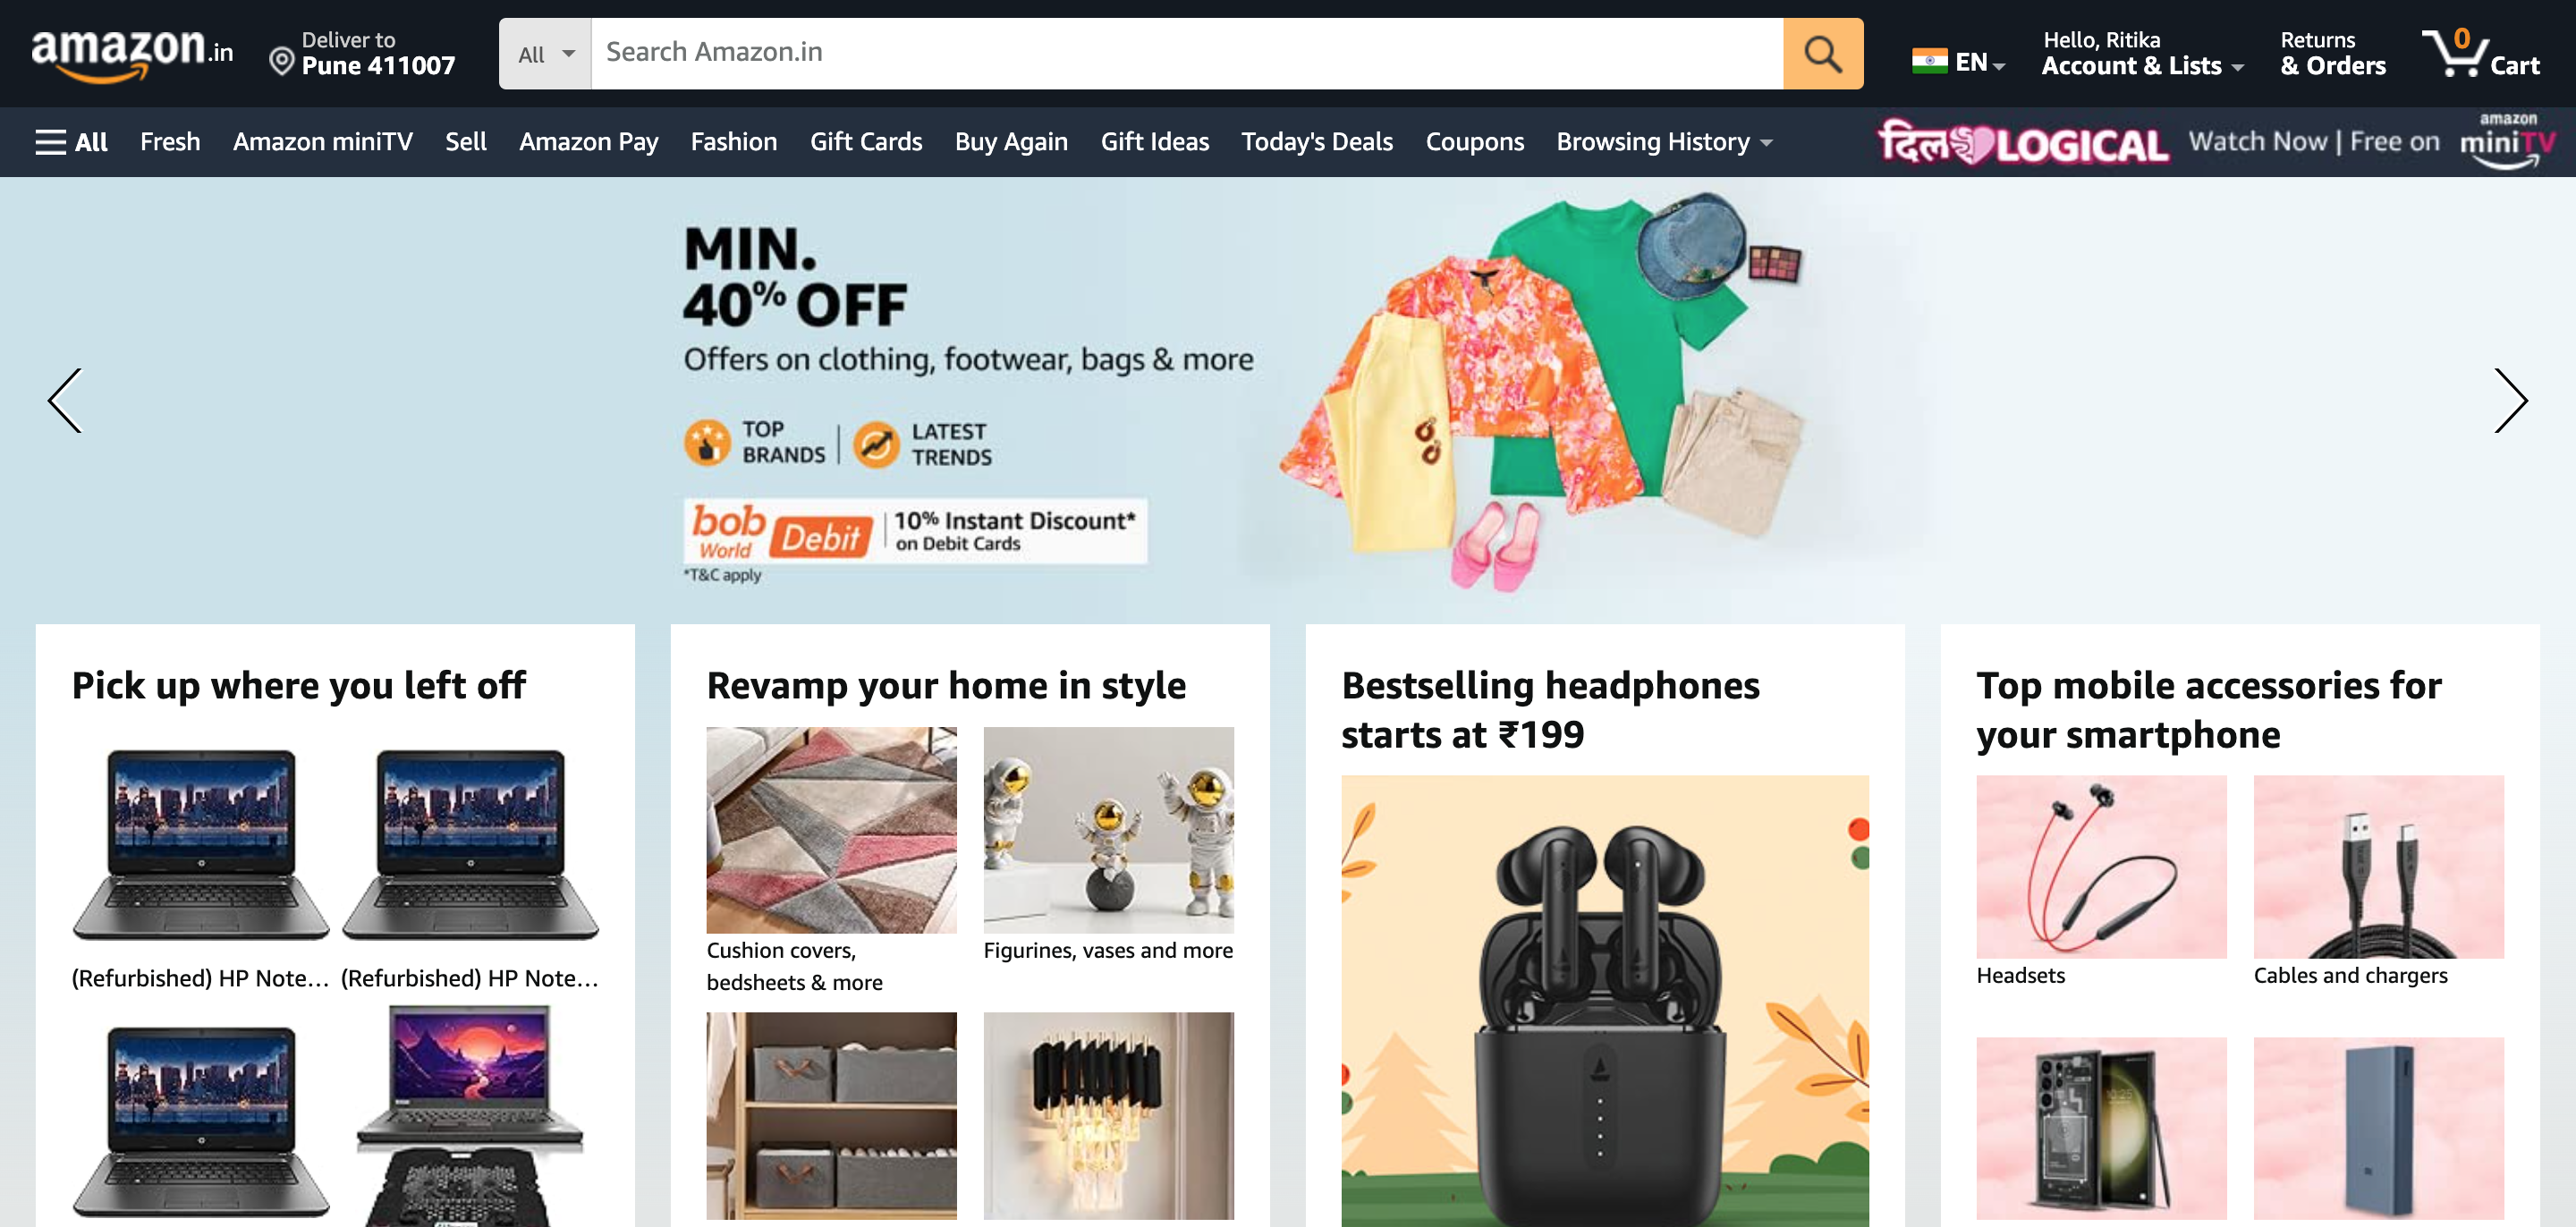 amazon.in
Deliver to
Pune 411007
All
Search Amazon.in
EN
Hello, Ritika
Account & Lists
Returns
& Orders
0
Cart
All
Fresh
Amazon miniTV
Sell
Amazon Pay
Fashion
Gift Cards
Buy Again
Gift Ideas
Today's Deals
Coupons
Browsing History
दिल LOGICAL
Watch Now | Free on
amazon
miniTV
MIN.
40% OFF
Offers on clothing, footwear, bags & more
TOP
BRANDS
LATEST
TRENDS
bob
World
Debit
10% Instant Discount*
on Debit Cards
*T&C apply
Pick up where you left off
(Refurbished) HP Note…
(Refurbished) HP Note…
Revamp your home in style
Cushion covers,
bedsheets & more
Figurines, vases and more
Bestselling headphones
starts at ₹199
Top mobile accessories for
your smartphone
Headsets
Cables and chargers